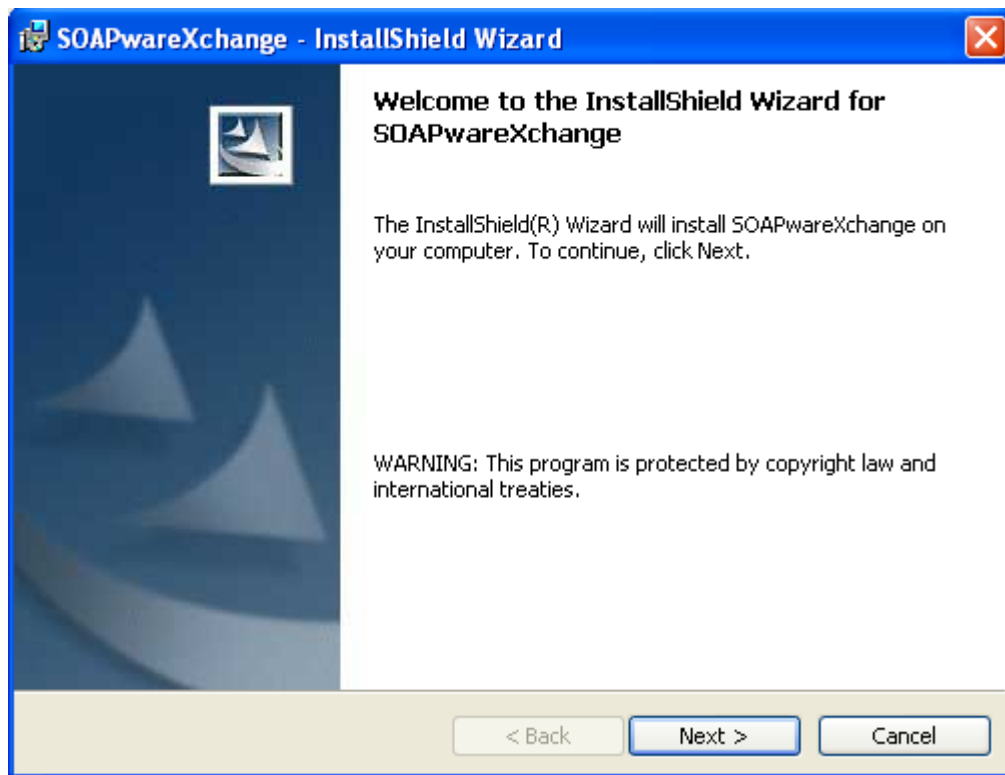 SOAPwareXchange - InstallShield Wizard
Welcome to the InstallShield Wizard for
SOAPwareXchange
The InstallShield(R) Wizard will install SOAPwareXchange on
your computer. To continue, click Next.
WARNING: This program is protected by copyright law and
international treaties.
< Back Next > Cancel